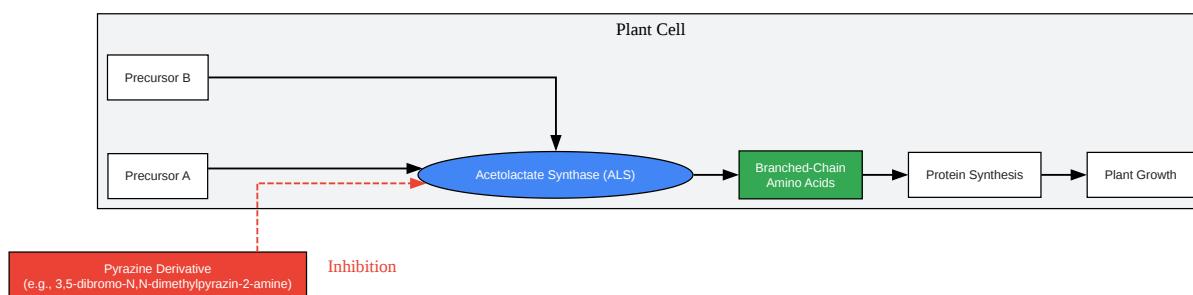 Plant Cell
Precursor B
Precursor A
Acetolactate Synthase (ALS)
Branched-Chain
Amino Acids
Protein Synthesis
Plant Growth
Pyrazine Derivative
(e.g., 3,5-dibromo-N,N-dimethylpyrazin-2-amine)
Inhibition